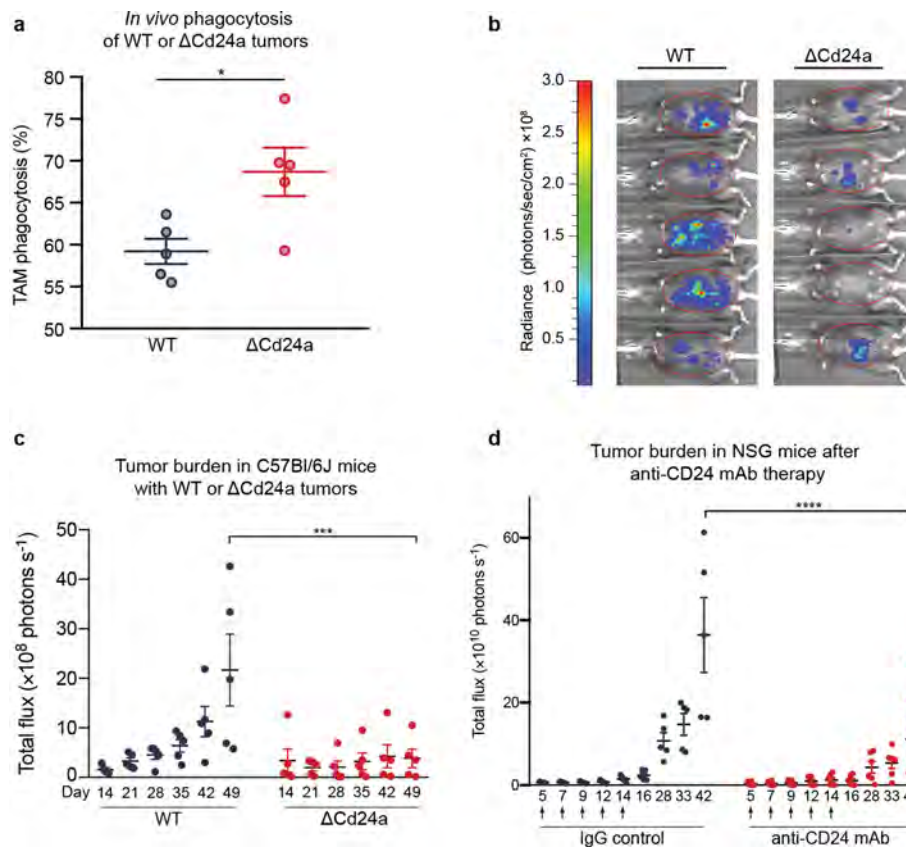 a
In vivo phagocytosis
of WT or ΔCd24a tumors
*
80
75
70
65
60
55
50
TAM phagocytosis (%)
WT
ΔCd24a
b
WT
ΔCd24a
3.0
2.5
2.0
1.5
1.0
0.5
Radiance (photons/sec/cm²) ×10⁸
c
Tumor burden in C57Bl/6J mice
with WT or ΔCd24a tumors
***
50
40
30
20
10
0
Total flux (×10⁸ photons s⁻¹)
Day 14 21 28 35 42 49 14 21 28 35 42 49
WT
ΔCd24a
d
Tumor burden in NSG mice after
anti-CD24 mAb therapy
****
60
40
20
0
Total flux (×10¹⁰ photons s⁻¹)
5 7 9 12 14 16 28 33 42 5 7 9 12 14 16 28 33
IgG control
anti-CD24 mAb